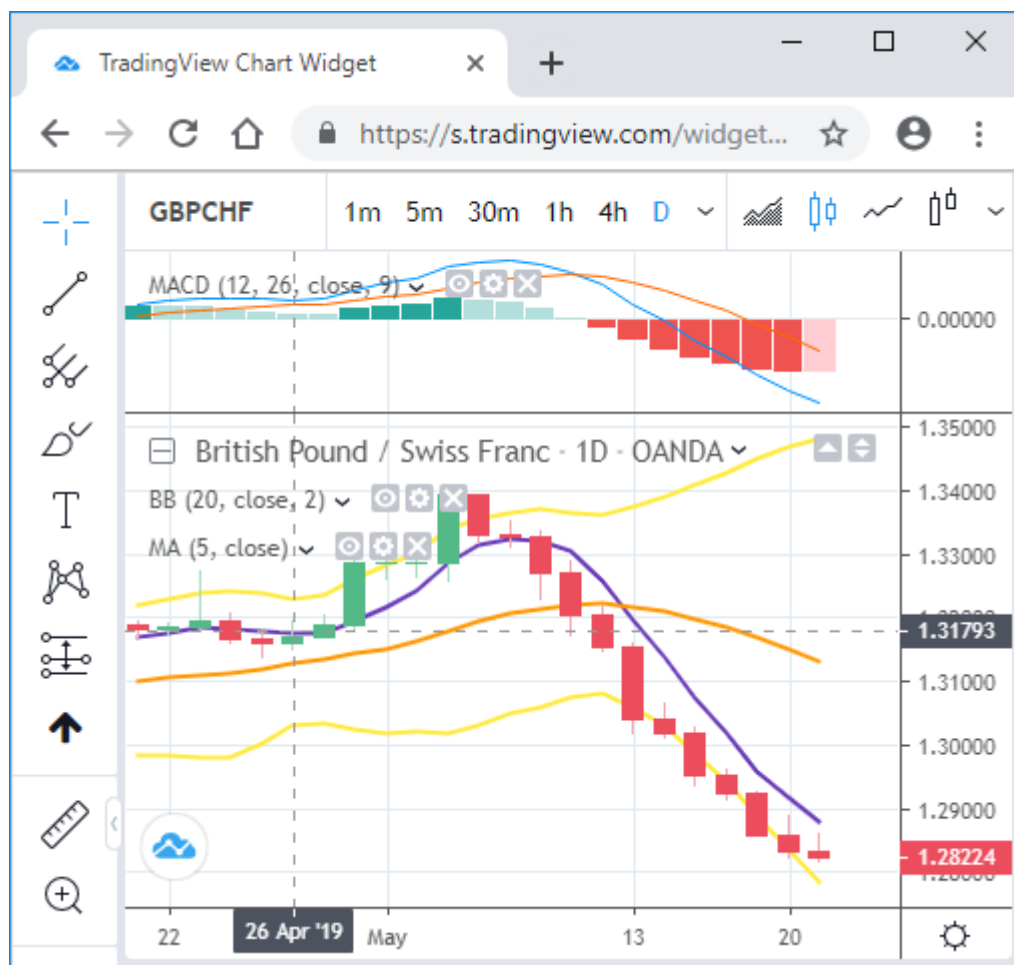 TradingView Chart Widget
https://s.tradingview.com/widget...
GBPCHF 1m 5m 30m 1h 4h D
MACD (12, 26, close, 9)
0.00000
1.35000
British Pound / Swiss Franc · 1D · OANDA
1.34000
BB (20, close, 2)
MA (5, close)
1.33000
1.31793
1.31000
1.30000
1.29000
1.28224
22 26 Apr '19 May 13 20